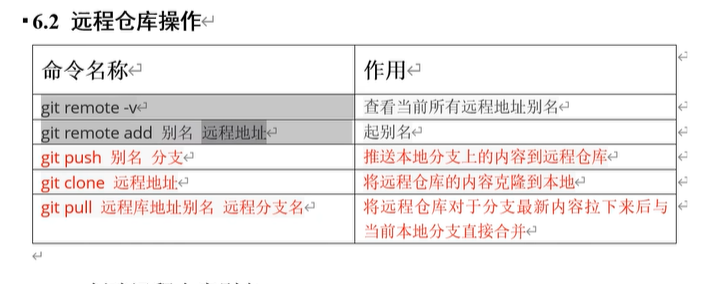 6.2 远程仓库操作
命令名称
作用
git remote -v
查看当前所有远程地址别名
git remote add 别名 远程地址
起别名
git push 别名 分支
推送本地分支上的内容到远程仓库
git clone 远程地址
将远程仓库的内容克隆到本地
git pull 远程库地址别名 远程分支名
将远程仓库对于分支最新内容拉下来后与
当前本地分支直接合并